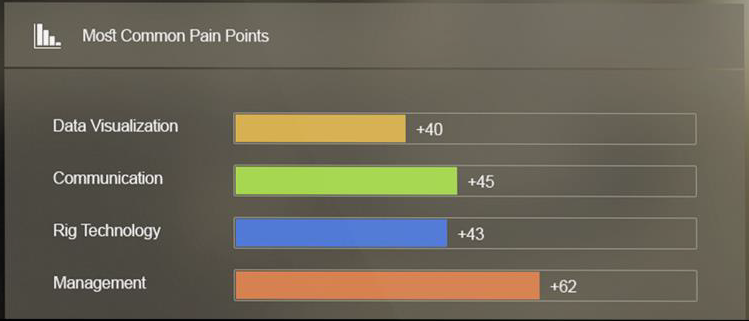 Most Common Pain Points
Data Visualization +40
Communication +45
Rig Technology +43
Management +62